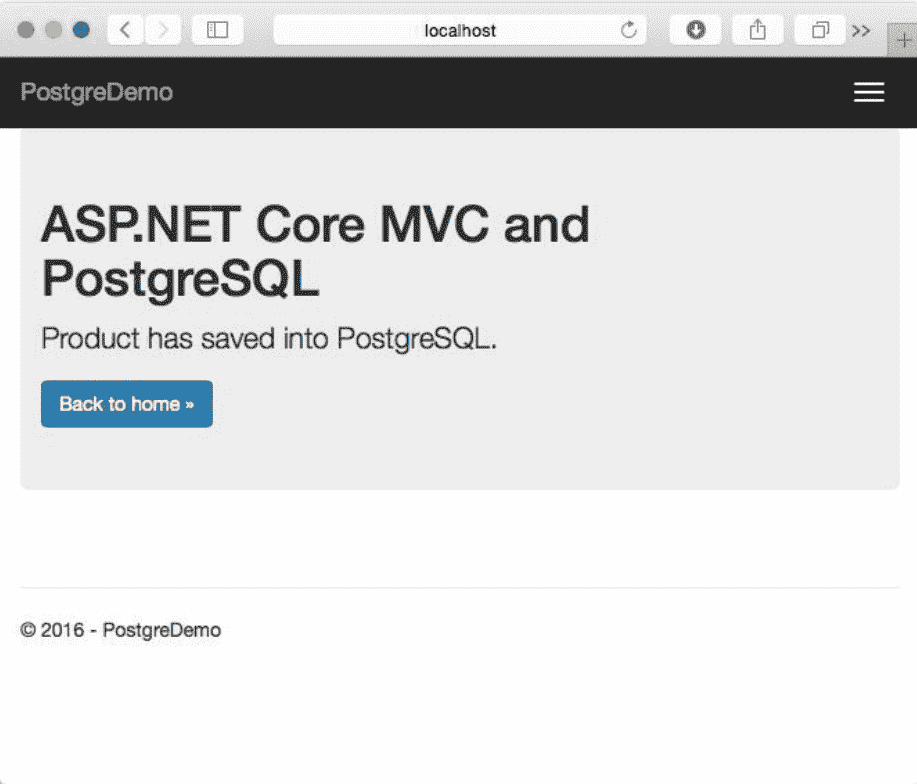 localhost
PostgreDemo
ASP.NET Core MVC and
PostgreSQL
Product has saved into PostgreSQL.
Back to home »
© 2016 - PostgreDemo